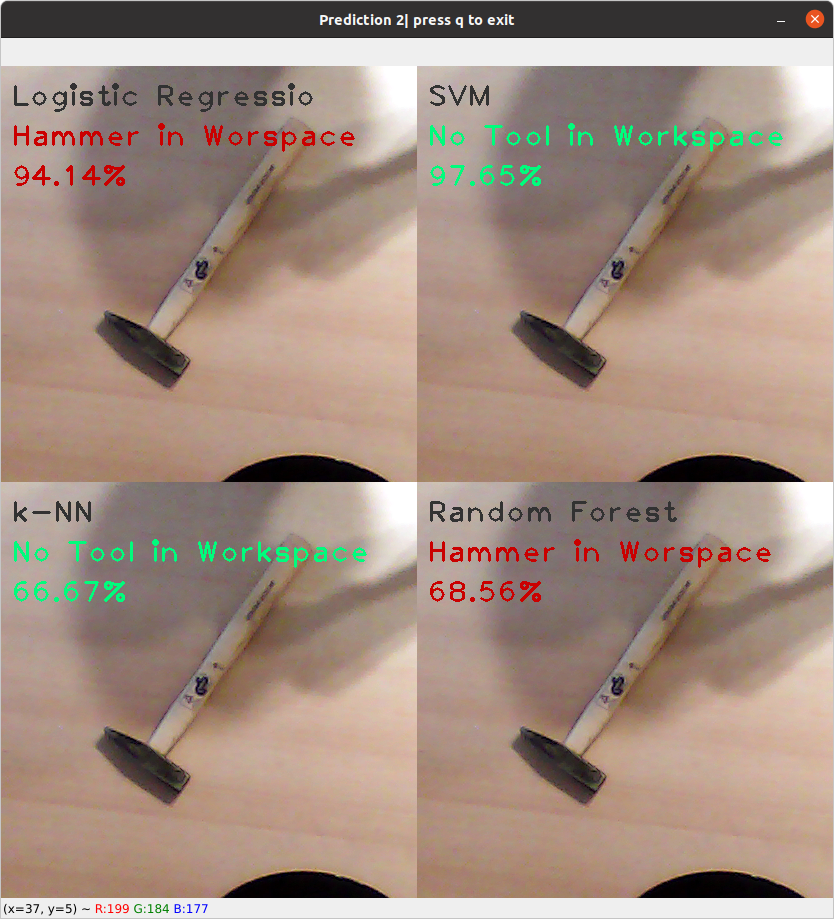 Prediction 2| press q to exit
Logistic Regressio
Hammer in Worspace
94.14%
SVM
No Tool in Workspace
97.65%
k-NN
No Tool in Workspace
66.67%
Random Forest
Hammer in Worspace
68.56%
(x=37, y=5) ~ R:199 G:184 B:177